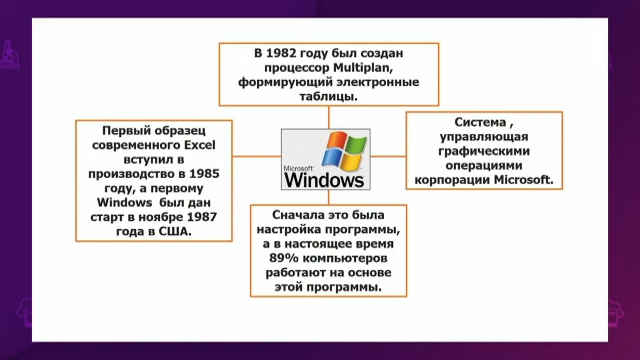 В 1982 году был создан
процессор Multiplan,
формирующий электронные
таблицы.
Первый образец
современного Excel
вступил в
производство в 1985
году, а первому
Windows был дан
старт в ноябре 1987
года в США.
Microsoft
Windows
Система ,
управляющая
графическими
операциями
корпорации Microsoft.
Сначала это была
настройка программы,
а в настоящее время
89% компьютеров
работают на основе
этой программы.